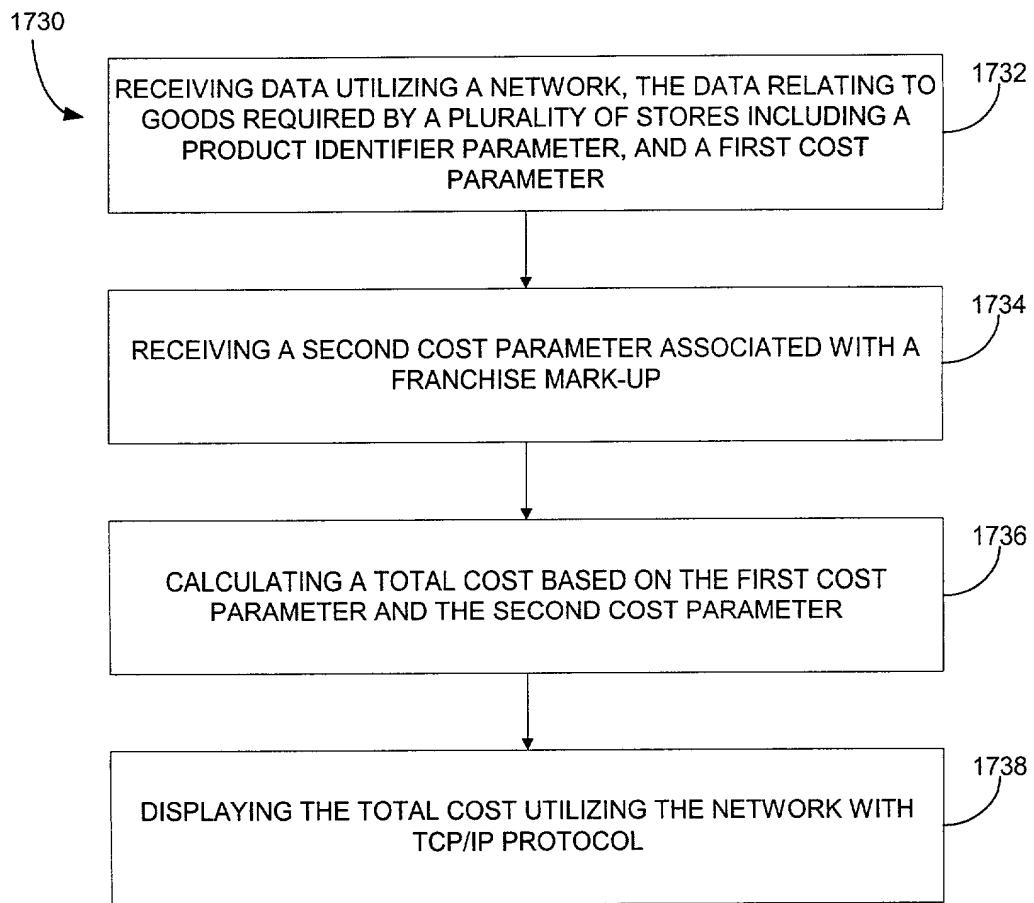 1730
RECEIVING DATA UTILIZING A NETWORK, THE DATA RELATING TO
GOODS REQUIRED BY A PLURALITY OF STORES INCLUDING A
PRODUCT IDENTIFIER PARAMETER, AND A FIRST COST
PARAMETER
1732
RECEIVING A SECOND COST PARAMETER ASSOCIATED WITH A
FRANCHISE MARK-UP
1734
CALCULATING A TOTAL COST BASED ON THE FIRST COST
PARAMETER AND THE SECOND COST PARAMETER
1736
DISPLAYING THE TOTAL COST UTILIZING THE NETWORK WITH
TCP/IP PROTOCOL
1738